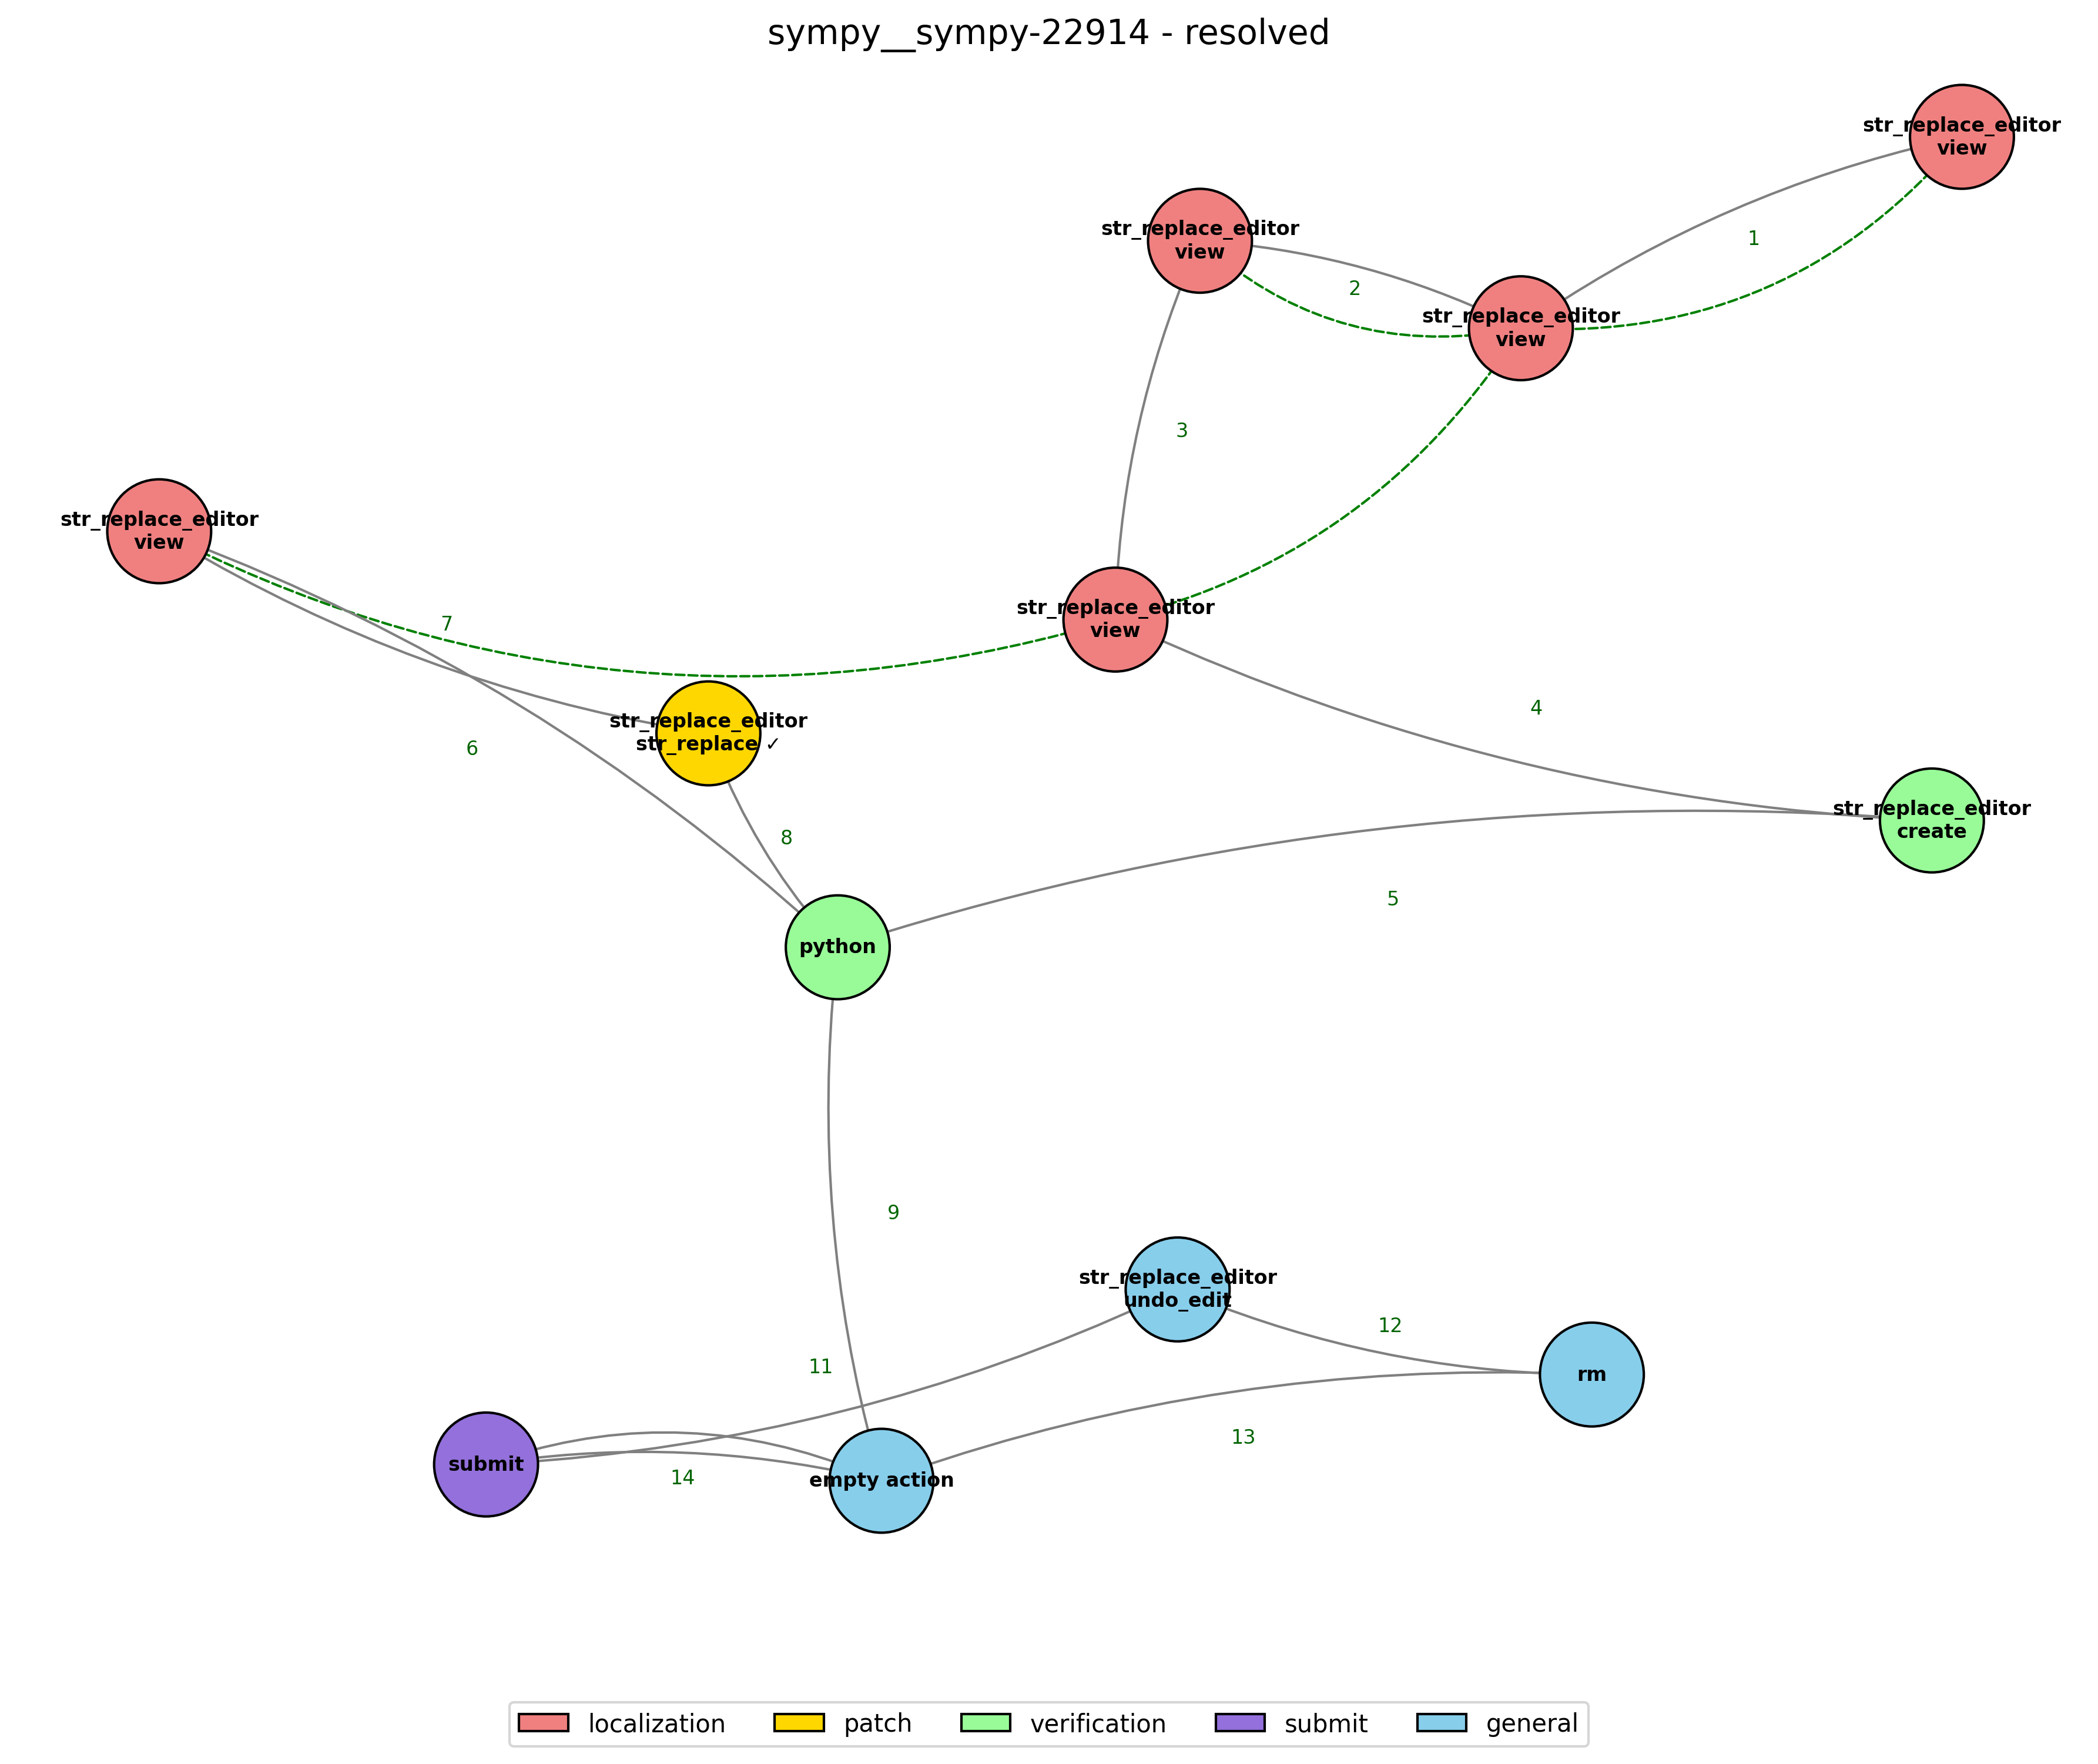 sympy__sympy-22914 - resolved
str_replace_editor
view
1
str_replace_editor
view
2
str_replace_editor
view
3
str_replace_editor
view
7
str_replace_editor
view
4
6
str_replace_editor
str_replace ✓
8
str_replace_editor
create
5
python
9
str_replace_editor
undo_edit
12
11
rm
13
submit
14
empty action
localization
patch
verification
submit
general